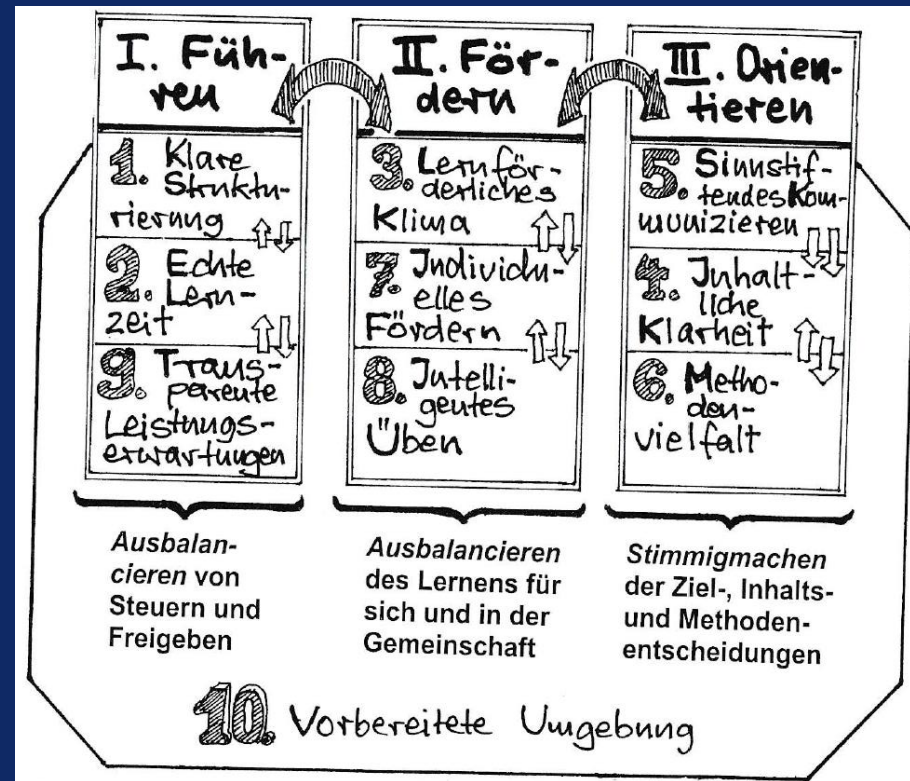 I. Füh-
ren
1. Klare
Struktu-
rierung
2. Echte
Lern-
zeit
9. Trans-
parente
Leistungs-
erwartungen
Ausbalan-
cieren von
Steuern und
Freigeben
II. För-
dern
3. Lernför-
derliches
Klima
7. Individu-
elles
Fördern
8. Intelli-
gentes
Üben
Ausbalancieren
des Lernens für
sich und in der
Gemeinschaft
III. Orien-
tieren
5. Sinnstif-
tendes Kom-
munizieren
4. Inhalt-
liche
Klarheit
6. Metho-
den-
vielfalt
Stimmigmachen
der Ziel-, Inhalts-
und Methoden-
entscheidungen
10. Vorbereitete Umgebung